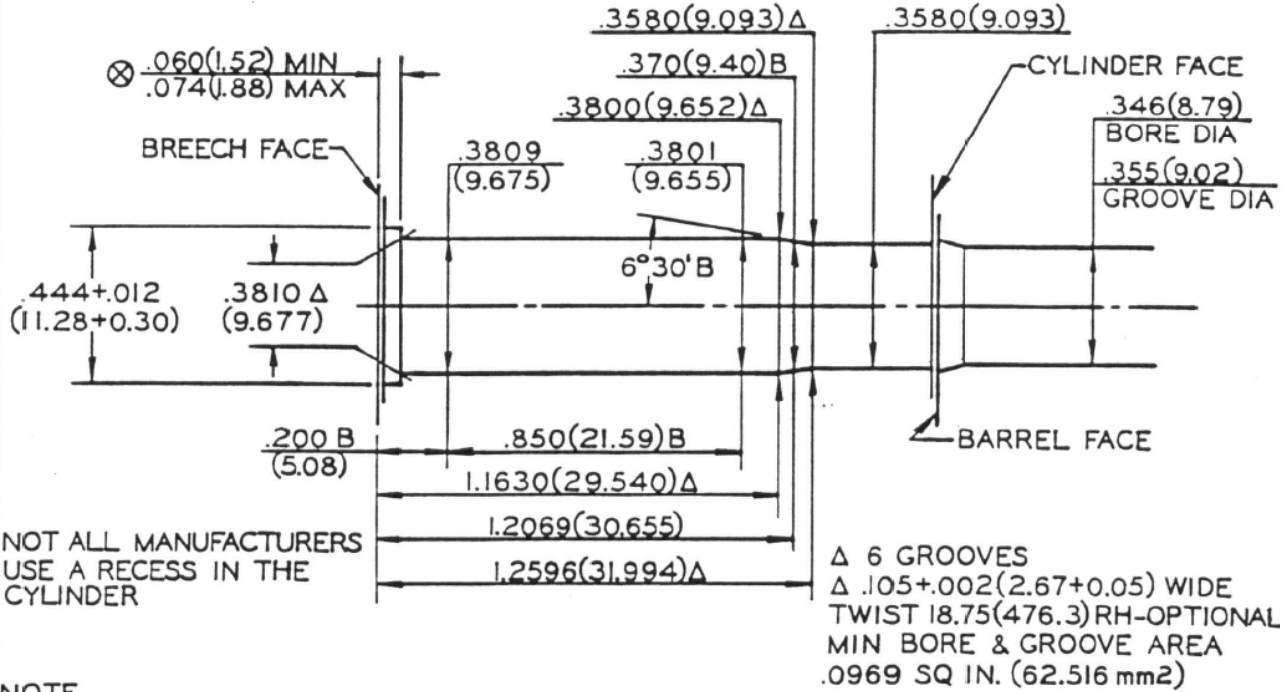 .3580(9.093)Δ
.3580(9.093)
⊗ .060(1.52) MIN
.074(1.88) MAX
.370(9.40)B
CYLINDER FACE
.3800(9.652)Δ
.346(8.79)
BORE DIA
BREECH FACE
.3809
(9.675)
.3801
(9.655)
.355(9.02)
GROOVE DIA
6°30'B
.444+.012
(11.28+0.30)
.3810 Δ
(9.677)
.200 B
(5.08)
.850(21.59)B
BARREL FACE
1.1630(29.540)Δ
1.2069(30.655)
1.2596(31.994)Δ
NOT ALL MANUFACTURERS
USE A RECESS IN THE
CYLINDER
Δ 6 GROOVES
Δ .105+.002(2.67+0.05) WIDE
TWIST 18.75(476.3)RH-OPTIONAL
MIN BORE & GROOVE AREA
.0969 SQ IN. (62.516 mm2)
NOTE